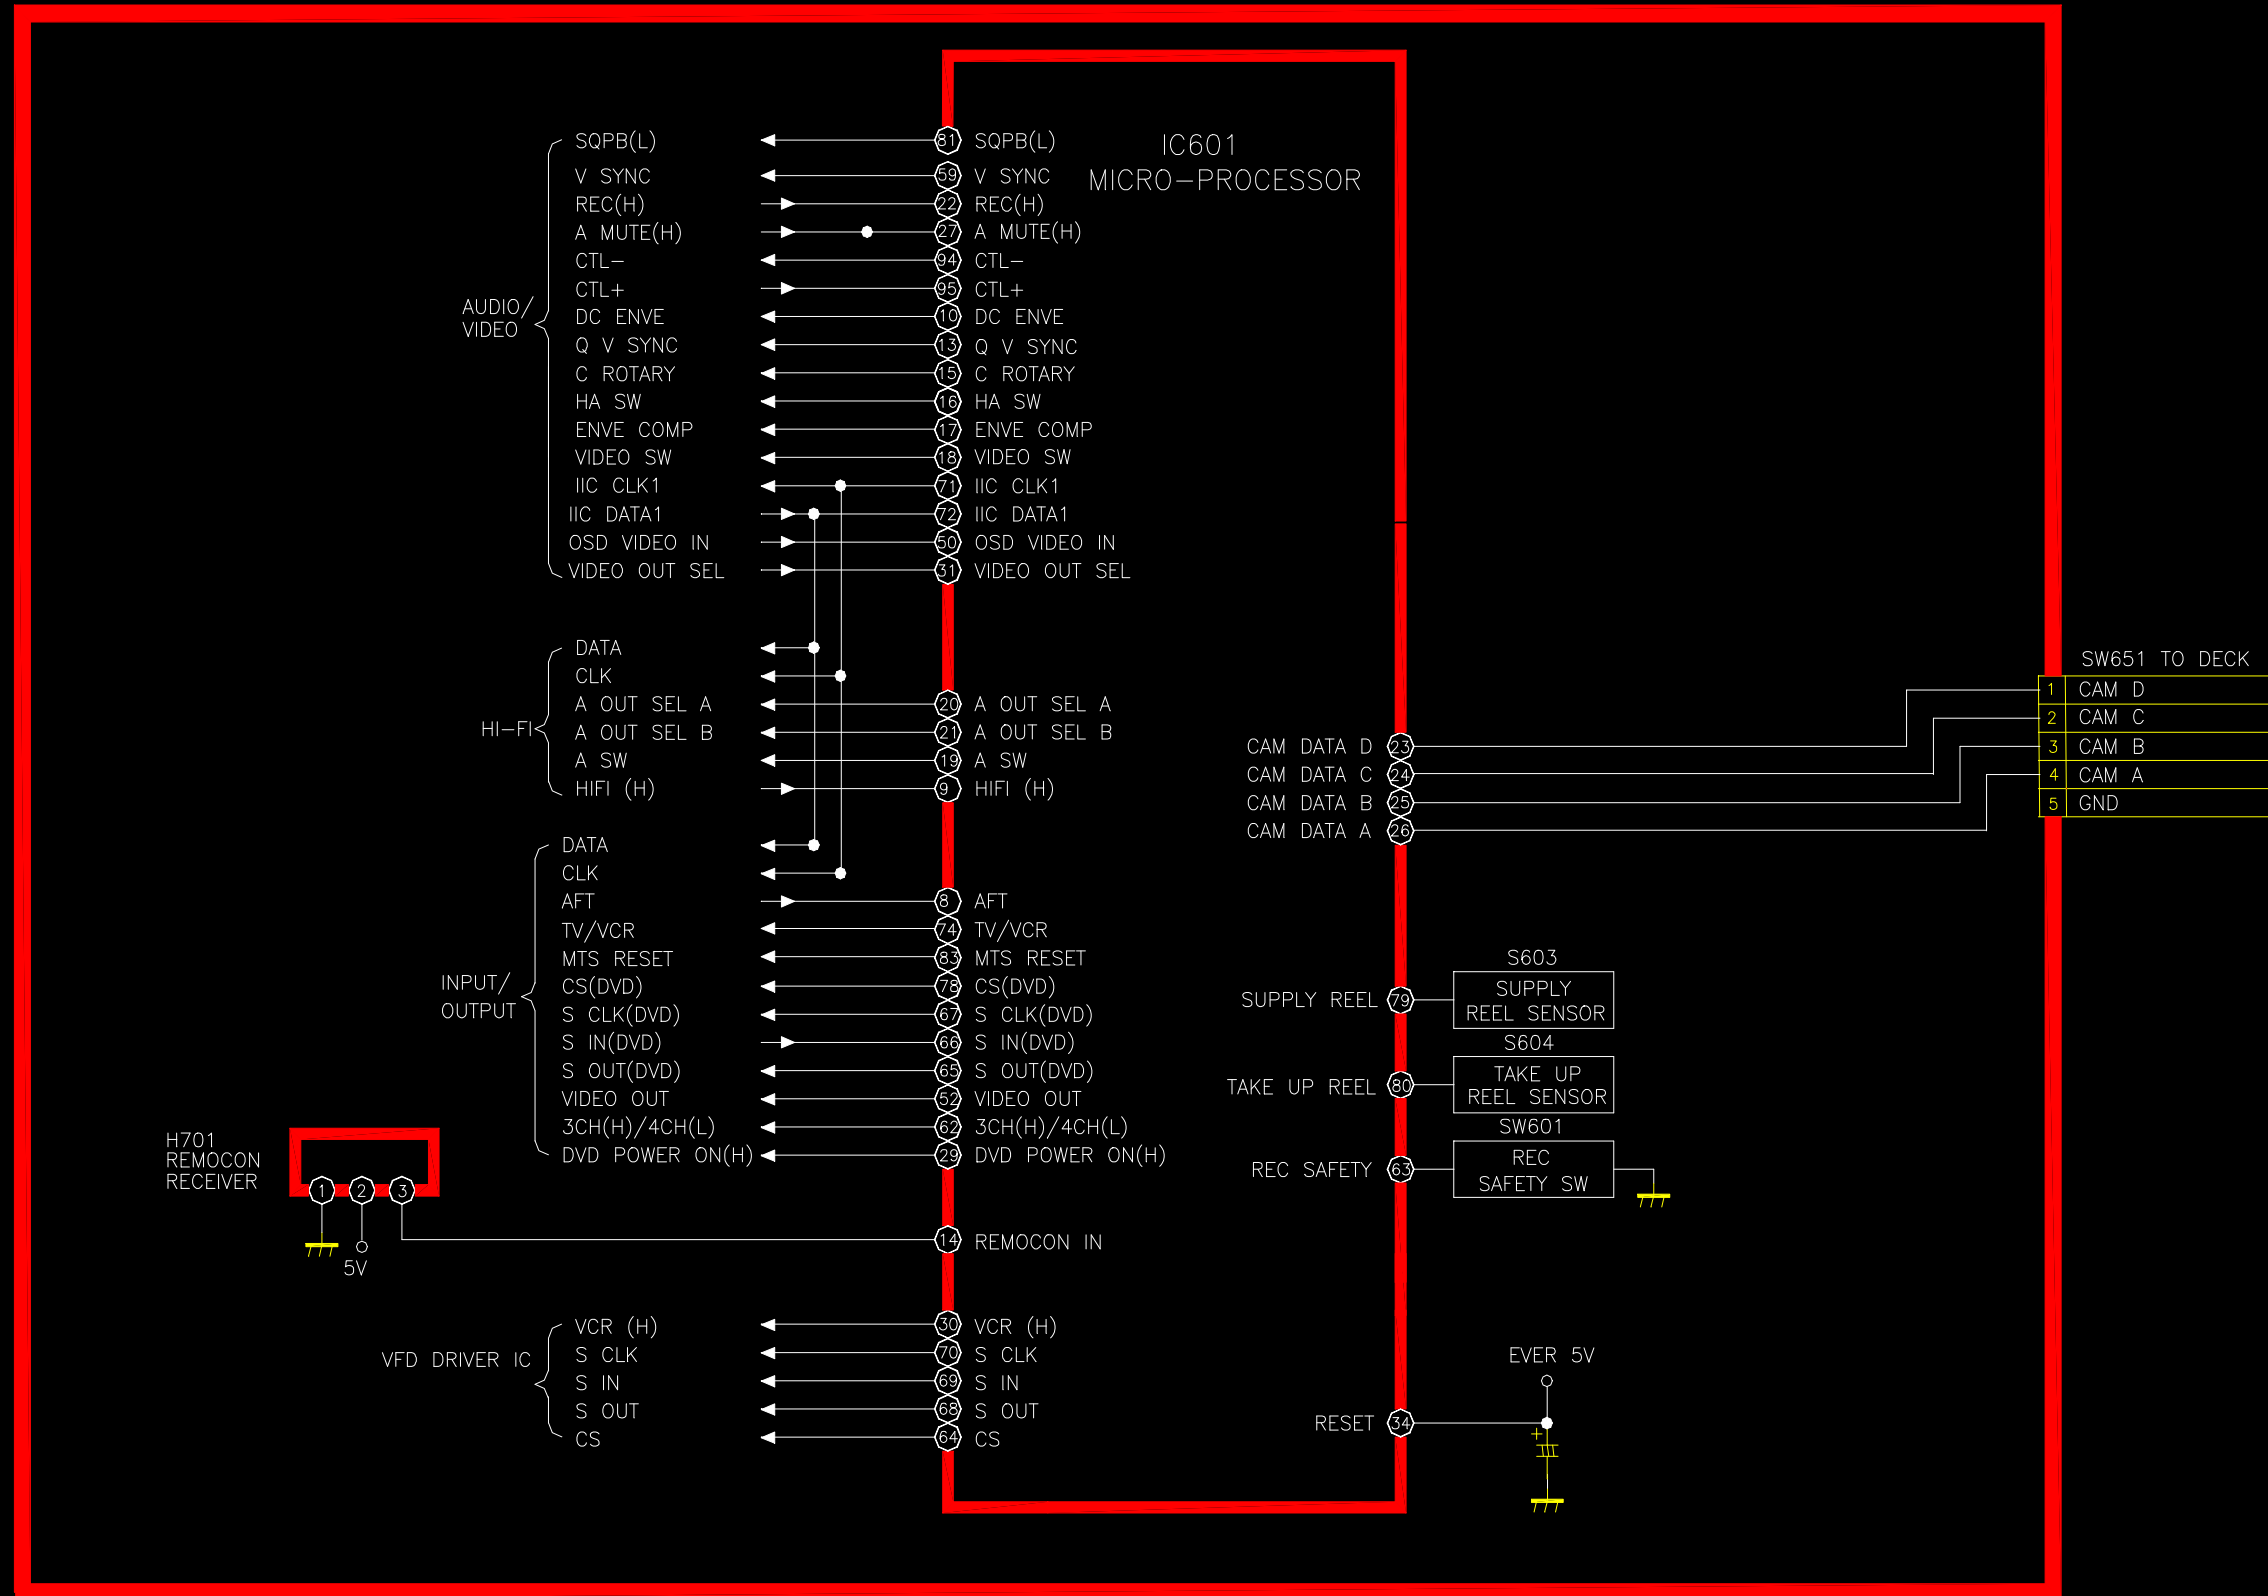 IC601
MICRO-PROCESSOR
AUDIO/
VIDEO
SQPB(L) 81 SQPB(L)
V SYNC 59 V SYNC
REC(H) 22 REC(H)
A MUTE(H) 27 A MUTE(H)
CTL- 94 CTL-
CTL+ 95 CTL+
DC ENVE 10 DC ENVE
Q V SYNC 13 Q V SYNC
C ROTARY 15 C ROTARY
HA SW 16 HA SW
ENVE COMP 17 ENVE COMP
VIDEO SW 18 VIDEO SW
IIC CLK1 71 IIC CLK1
IIC DATA1 72 IIC DATA1
OSD VIDEO IN 50 OSD VIDEO IN
VIDEO OUT SEL 31 VIDEO OUT SEL
HI-FI
DATA
CLK
A OUT SEL A 20 A OUT SEL A
A OUT SEL B 21 A OUT SEL B
A SW 19 A SW
HIFI (H) 9 HIFI (H)
INPUT/
OUTPUT
DATA
CLK
AFT 8 AFT
TV/VCR 74 TV/VCR
MTS RESET 83 MTS RESET
CS(DVD) 78 CS(DVD)
S CLK(DVD) 67 S CLK(DVD)
S IN(DVD) 66 S IN(DVD)
S OUT(DVD) 65 S OUT(DVD)
VIDEO OUT 52 VIDEO OUT
3CH(H)/4CH(L) 62 3CH(H)/4CH(L)
DVD POWER ON(H) 29 DVD POWER ON(H)
H701
REMOCON
RECEIVER
1 2 3
5V
14 REMOCON IN
VFD DRIVER IC
VCR (H) 30 VCR (H)
S CLK 70 S CLK
S IN 69 S IN
S OUT 68 S OUT
CS 64 CS
CAM DATA D 23
CAM DATA C 24
CAM DATA B 25
CAM DATA A 26
SW651 TO DECK
1 CAM D
2 CAM C
3 CAM B
4 CAM A
5 GND
S603
SUPPLY REEL 79 SUPPLY
REEL SENSOR
S604
TAKE UP REEL 80 TAKE UP
REEL SENSOR
SW601
REC SAFETY 63 REC
SAFETY SW
EVER 5V
RESET 34
+